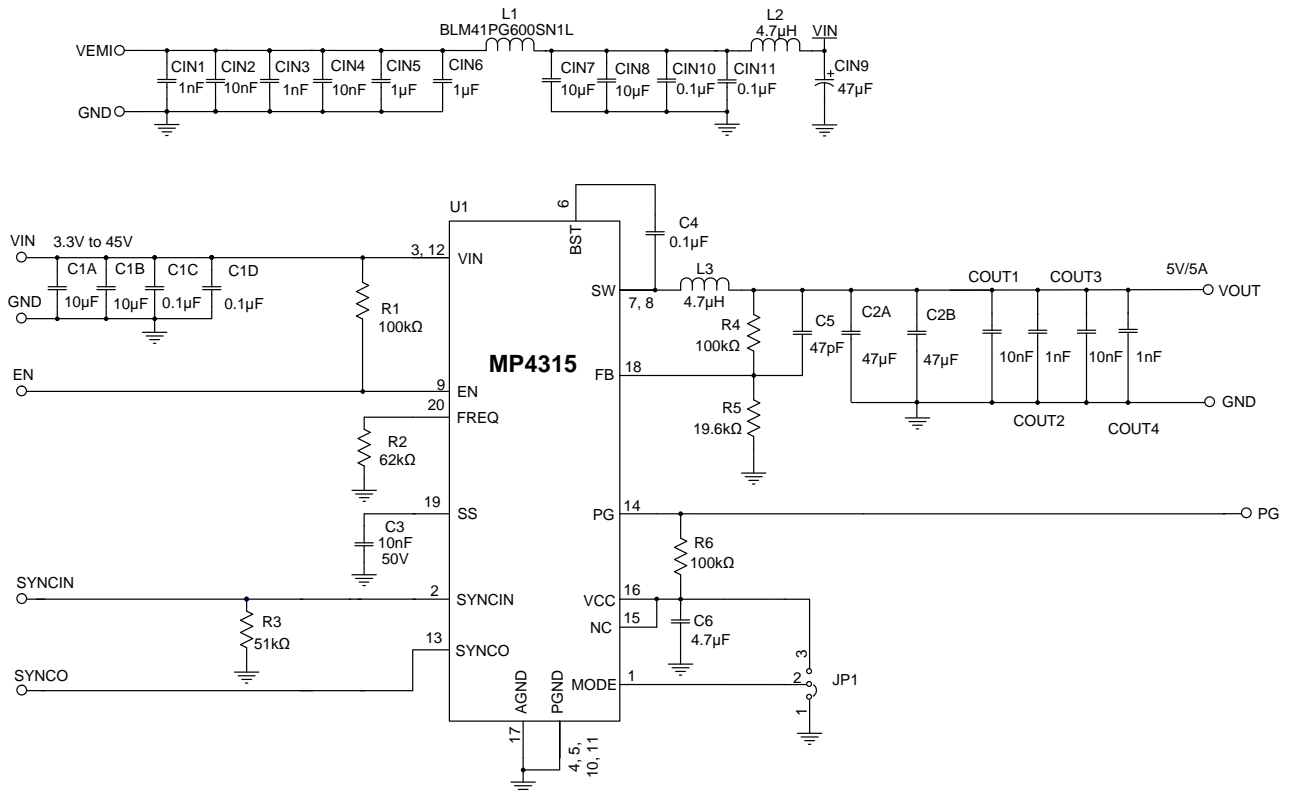 L1
BLM41PG600SN1L
L2
4.7µH
VIN
VEMI
CIN1
1nF
CIN2
10nF
CIN3
1nF
CIN4
10nF
CIN5
1µF
CIN6
1µF
CIN7
10µF
CIN8
10µF
CIN10
0.1µF
CIN11
0.1µF
+
CIN9
47µF
GND
U1
6
BST
C4
0.1µF
VIN
3.3V to 45V
3, 12
VIN
C1A
10µF
C1B
10µF
C1C
0.1µF
C1D
0.1µF
GND
R1
100kΩ
SW
7, 8
L3
4.7µH
COUT1
COUT3
5V/5A
VOUT
R4
100kΩ
C5
47pF
C2A
47µF
C2B
47µF
10nF
1nF
10nF
1nF
MP4315
EN
9
EN
FB
18
20
FREQ
R2
62kΩ
R5
19.6kΩ
GND
COUT2
COUT4
19
SS
C3
10nF
50V
PG
14
PG
R6
100kΩ
SYNCIN
2
SYNCIN
R3
51kΩ
VCC
16
NC
15
C6
4.7µF
13
SYNCO
SYNCO
MODE
1
3
2
1
JP1
AGND
PGND
17
4, 5,
10, 11